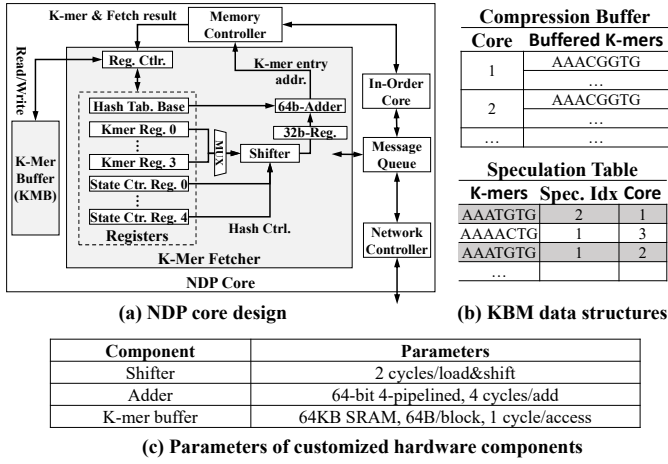 K-mer & Fetch result
Memory
Controller
Read/Write
Reg. Ctlr.
K-mer entry
addr.
In-Order
Core
Hash Tab. Base
64b-Adder
Kmer Reg. 0
32b-Reg.
⋮
MUX
Shifter
Message
Queue
K-Mer
Buffer
(KMB)
Kmer Reg. 3
State Ctr. Reg. 0
⋮
State Ctr. Reg. 4
Hash Ctrl.
Registers
Network
Controller
K-Mer Fetcher
NDP Core
(a) NDP core design
Compression Buffer
Core Buffered K-mers
1 AAACGGTG
...
2 AAACGGTG
...
... ...
Speculation Table
K-mers Spec. Idx Core
AAATGTG 2 1
AAAACTG 1 3
AAATGTG 1 2
...
(b) KBM data structures
Component Parameters
Shifter 2 cycles/load&shift
Adder 64-bit 4-pipelined, 4 cycles/add
K-mer buffer 64KB SRAM, 64B/block, 1 cycle/access
(c) Parameters of customized hardware components